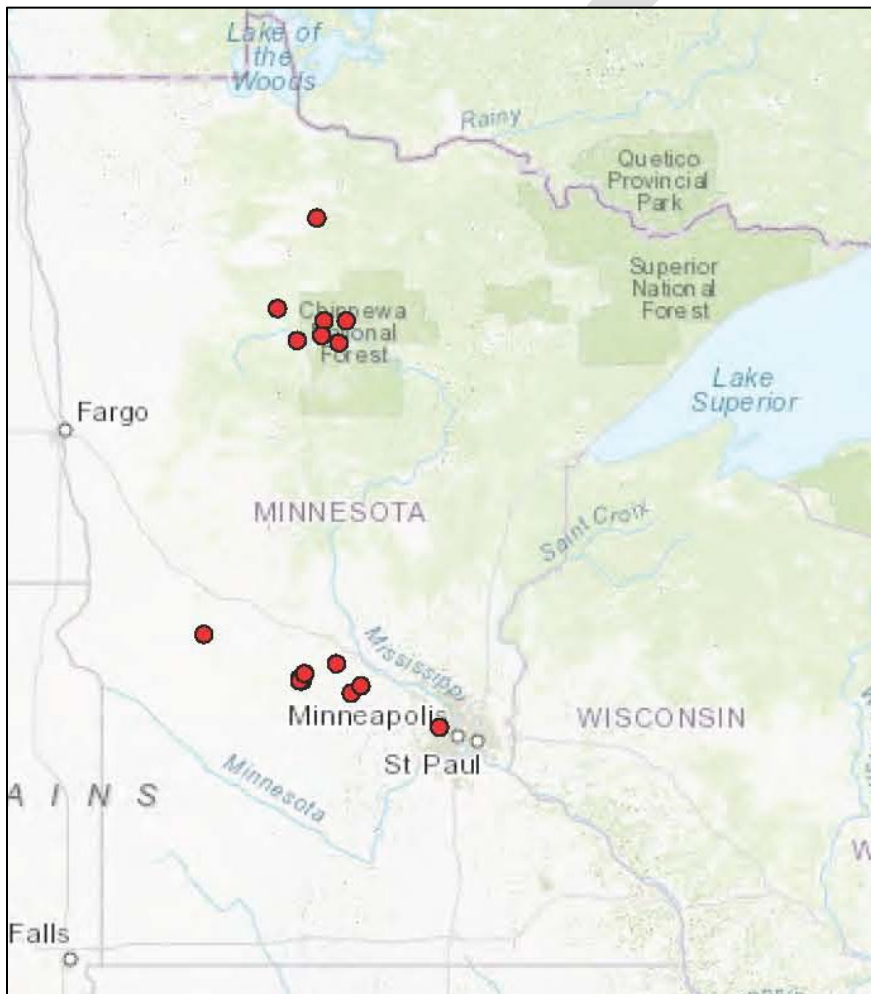 Lake of
the
Woods
Rainy
Quetico
Provincial
Park
Superior
National
Forest
Chippewa
National
Forest
Lake
Superior
Fargo
MINNESOTA
Saint Croix
Mississippi
Minneapolis
WISCONSIN
St Paul
Minnesota
A I N S
W
Falls